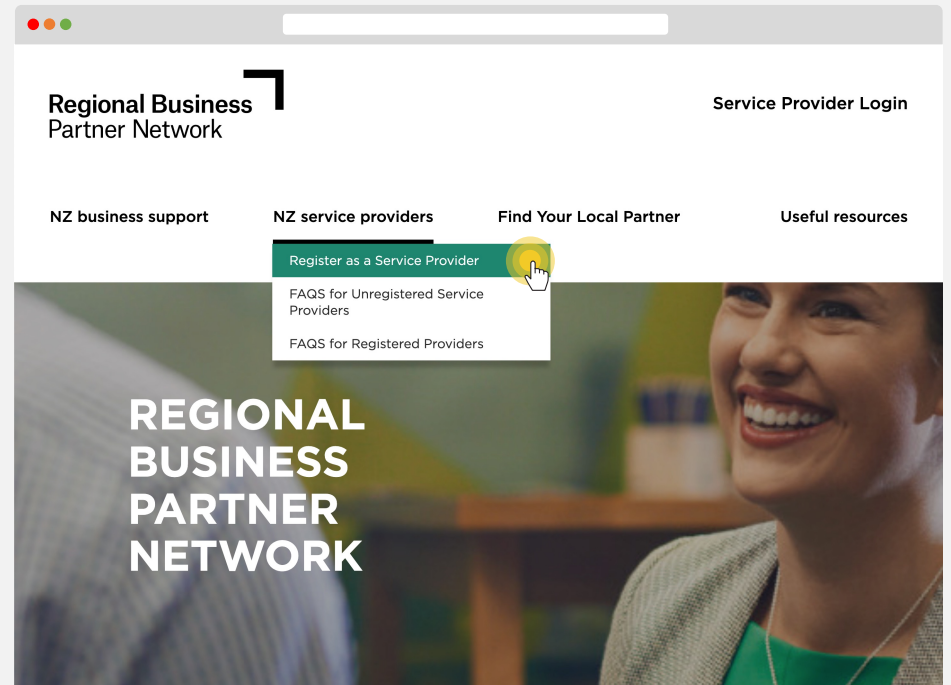 Regional Business
Partner Network
Service Provider Login
NZ business support
NZ service providers
Find Your Local Partner
Useful resources
Register as a Service Provider
FAQS for Unregistered Service
Providers
FAQS for Registered Providers
REGIONAL
BUSINESS
PARTNER
NETWORK